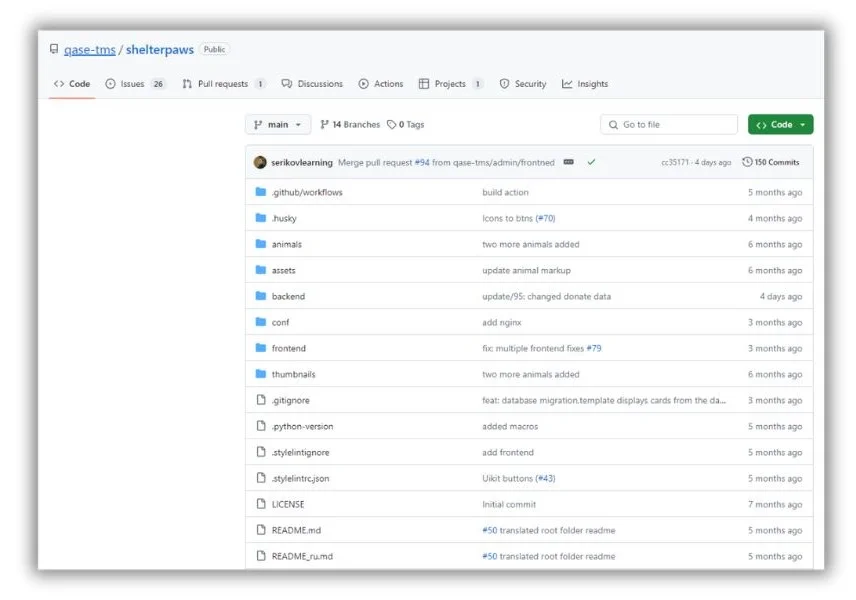 qase-tms / shelterpaws Public
Code Issues 26 Pull requests 1 Discussions Actions Projects 1 Security Insights
main 14 Branches 0 Tags Go to file Code
serikovlearning Merge pull request #94 from qase-tms/admin/frontned cc35171 · 4 days ago 150 Commits
.github/workflows build action 5 months ago
.husky Icons to btns (#70) 4 months ago
animals two more animals added 6 months ago
assets update animal markup 6 months ago
backend update/95: changed donate data 4 days ago
conf add nginx 3 months ago
frontend fix: multiple frontend fixes #79 3 months ago
thumbnails two more animals added 6 months ago
.gitignore feat: database migration.template displays cards from the da... 3 months ago
.python-version added macros 5 months ago
.stylelintignore add frontend 5 months ago
.stylelintrc.json Uikit buttons (#43) 5 months ago
LICENSE Initial commit 7 months ago
README.md #50 translated root folder readme 5 months ago
README_ru.md #50 translated root folder readme 5 months ago